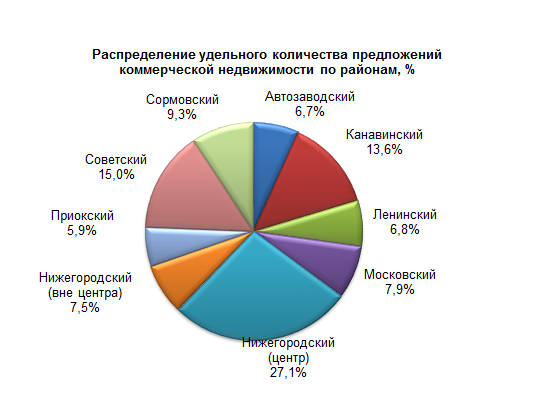 Распределение удельного количества предложений
коммерческой недвижимости по районам, %
Автозаводский
6,7%
Канавинский
13,6%
Ленинский
6,8%
Московский
7,9%
Нижегородский
(центр)
27,1%
Нижегородский
(вне центра)
7,5%
Приокский
5,9%
Советский
15,0%
Сормовский
9,3%